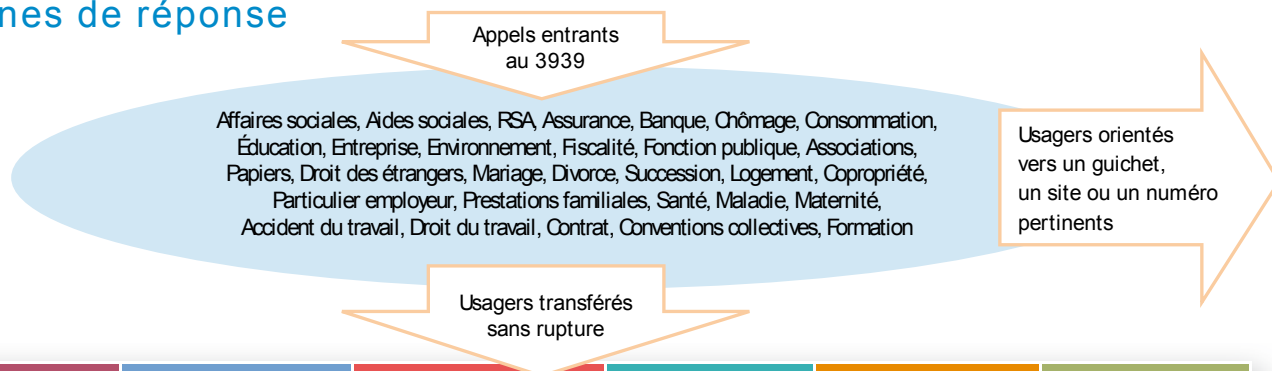 nes de réponse
Appels entrants
au 3939
Affaires sociales, Aides sociales, RSA, Assurance, Banque, Chômage, Consommation,
Éducation, Entreprise, Environnement, Fiscalité, Fonction publique, Associations,
Papiers, Droit des étrangers, Mariage, Divorce, Succession, Logement, Copropriété,
Particulier employeur, Prestations familiales, Santé, Maladie, Maternité,
Accident du travail, Droit du travail, Contrat, Conventions collectives, Formation
Usagers orientés
vers un guichet,
un site ou un numéro
pertinents
Usagers transférés
sans rupture